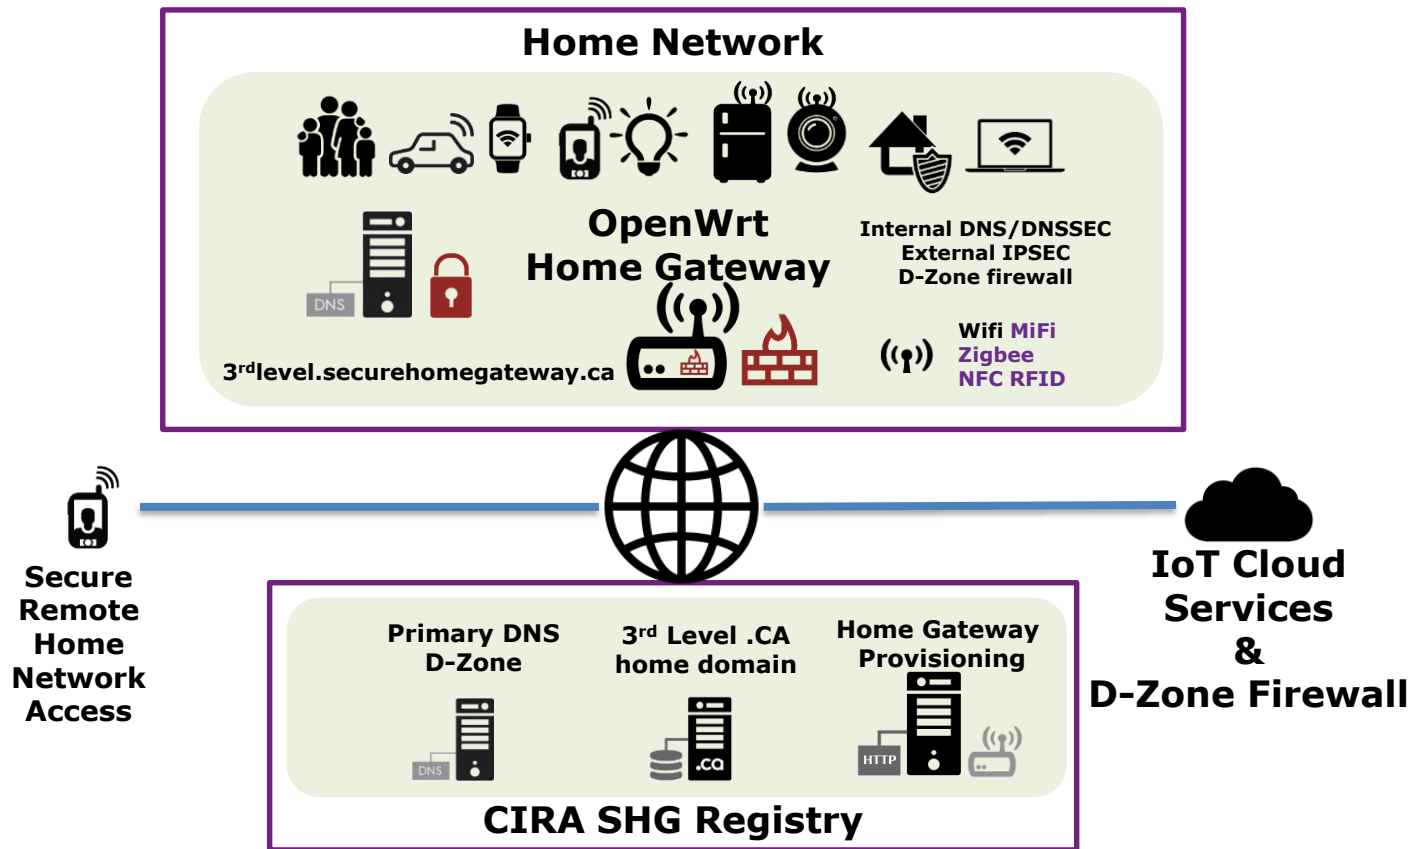 Home Network
OpenWrt
Home Gateway
Internal DNS/DNSSEC
External IPSEC
D-Zone firewall
DNS
3rdlevel.securehomegateway.ca
Wifi MiFi
Zigbee
NFC RFID
Secure
Remote
Home
Network
Access
IoT Cloud
Services
&
D-Zone Firewall
Primary DNS
D-Zone
DNS
3rd Level .CA
home domain
.ca
Home Gateway
Provisioning
HTTP
CIRA SHG Registry